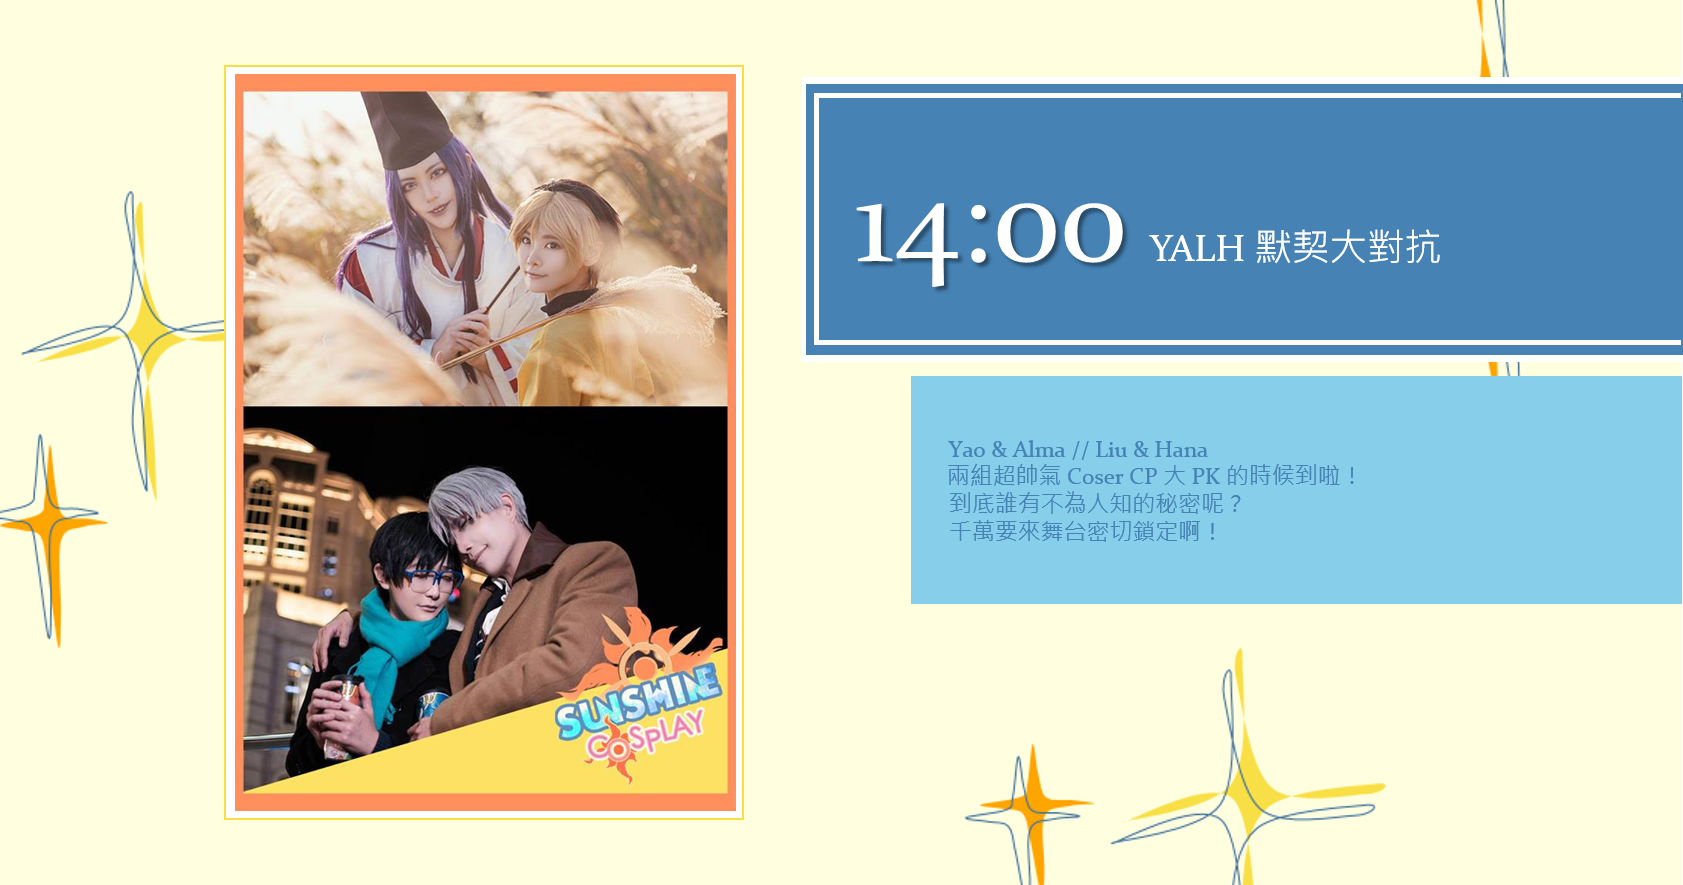 14:00 YALH 默契大對抗
Yao & Alma // Liu & Hana
兩組超帥氣 Coser CP 大 PK 的時候到啦！
到底誰有不為人知的秘密呢？
千萬要來舞台密切鎖定啊！
SUNSHINE
COSPLAY